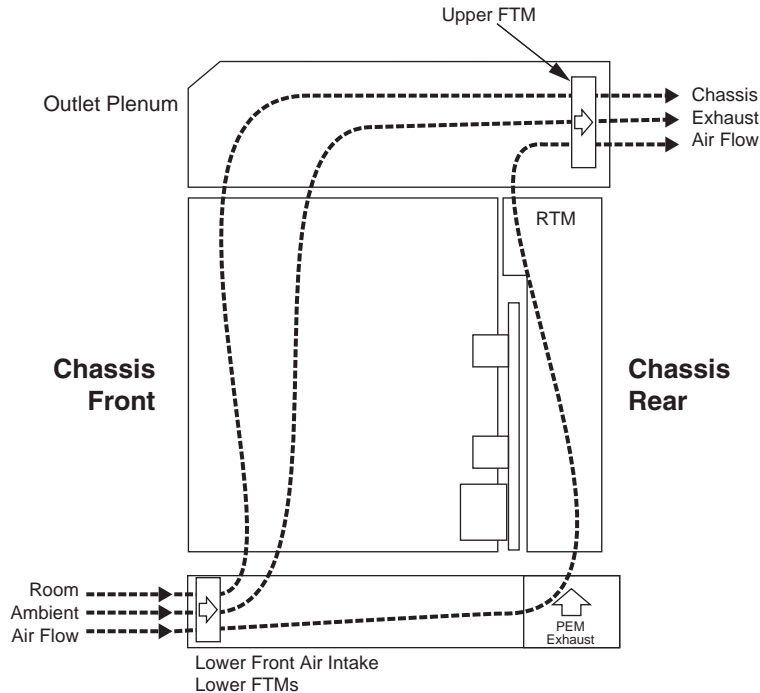 Upper FTM
Outlet Plenum
Chassis
Exhaust
Air Flow
RTM
Chassis
Front
Chassis
Rear
Room
Ambient
Air Flow
PEM
Exhaust
Lower Front Air Intake
Lower FTMs